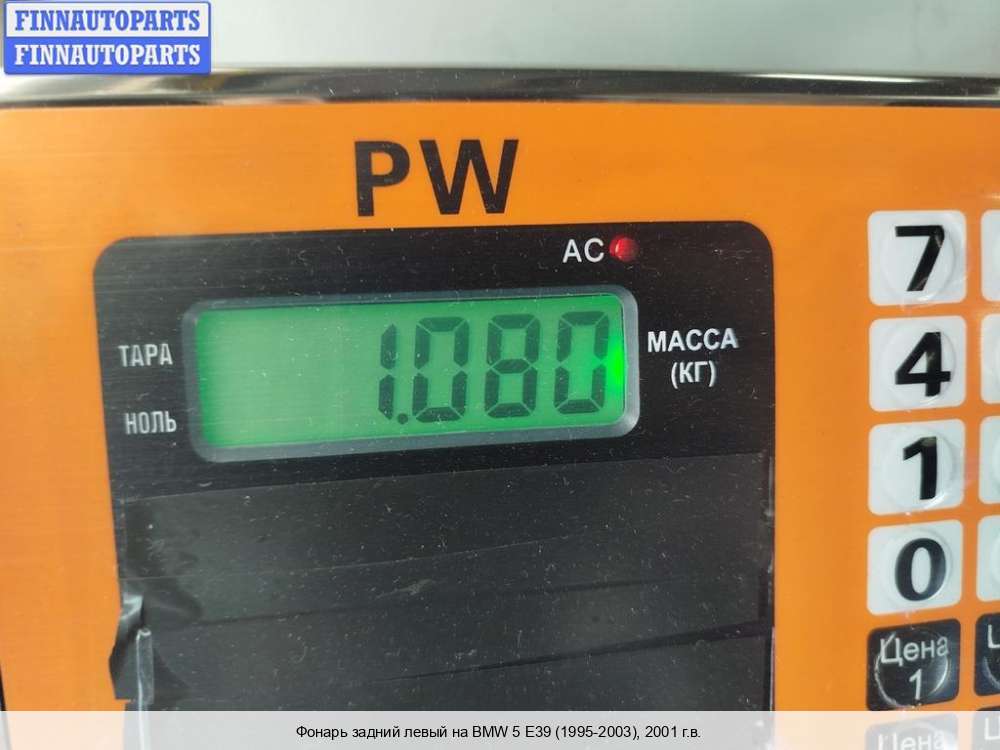 FINNAUTOPARTS
FINNAUTOPARTS
PW
AC
ТАРА
НОЛЬ
1.080
МАССА
(КГ)
7
4
1
0
Цена
1
Цена
Фонарь задний левый на BMW 5 E39 (1995-2003), 2001 г.в.